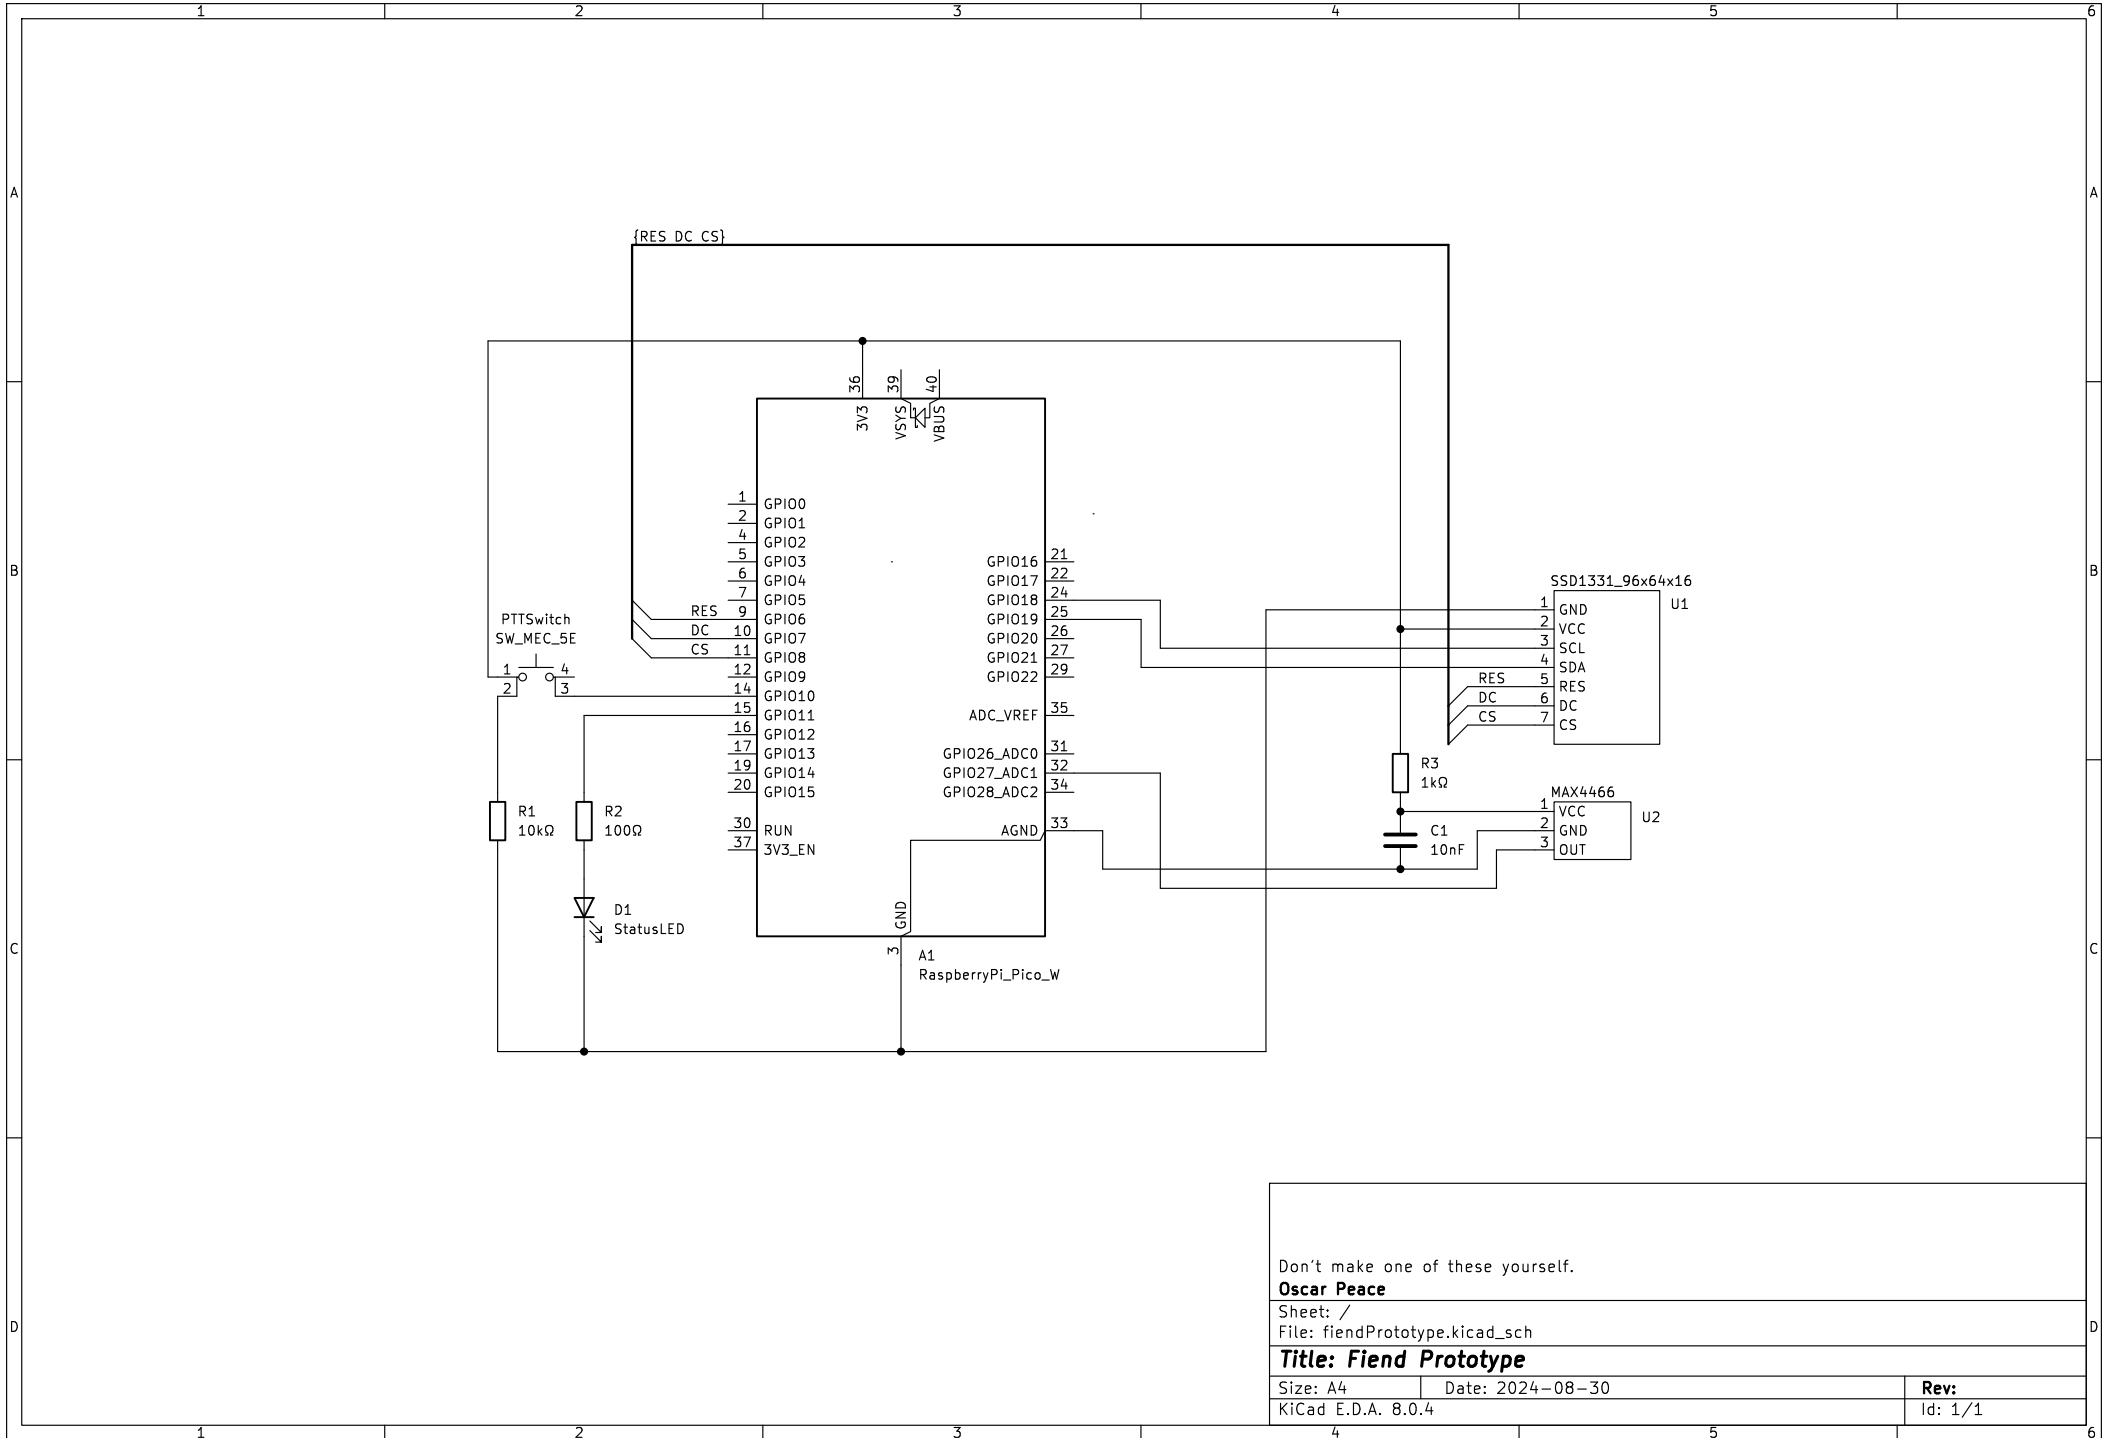 1 2 3 4 5 6
A A
{RES DC CS}
36 39 40
3V3 VSYS VBUS
1 GPIO0
2 GPIO1
4 GPIO2
5 GPIO3
6 GPIO4
7 GPIO5
RES 9 GPIO6
DC 10 GPIO7
CS 11 GPIO8
12 GPIO9
14 GPIO10
15 GPIO11
16 GPIO12
17 GPIO13
19 GPIO14
20 GPIO15
30 RUN
37 3V3_EN
GPIO16 21
GPIO17 22
GPIO18 24
GPIO19 25
GPIO20 26
GPIO21 27
GPIO22 29
ADC_VREF 35
GPIO26_ADC0 31
GPIO27_ADC1 32
GPIO28_ADC2 34
AGND 33
GND
3
A1
RaspberryPi_Pico_W
B B
PTTSwitch
SW_MEC_5E
1 4
2 3
R1
10kΩ
R2
100Ω
D1
StatusLED
SSD1331_96x64x16
U1
1 GND
2 VCC
3 SCL
4 SDA
RES 5 RES
DC 6 DC
CS 7 CS
R3
1kΩ
C1
10nF
MAX4466
U2
1 VCC
2 GND
3 OUT
C C
D D
Don't make one of these yourself.
Oscar Peace
Sheet: /
File: fiendPrototype.kicad_sch
Title: Fiend Prototype
Size: A4 Date: 2024-08-30 Rev:
KiCad E.D.A. 8.0.4 Id: 1/1
1 2 3 4 5 6